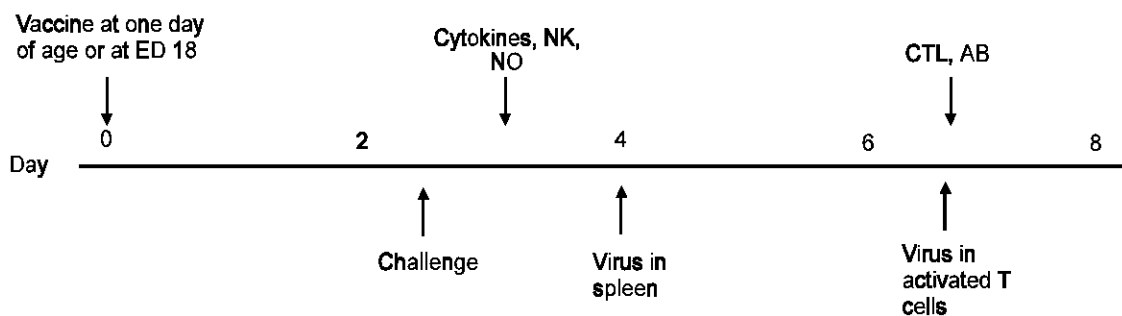 Vaccine at one day
of age or at ED 18
Cytokines, NK,
NO
CTL, AB
0
2
4
6
8
Day
Challenge
Virus in
spleen
Virus in
activated T
cells